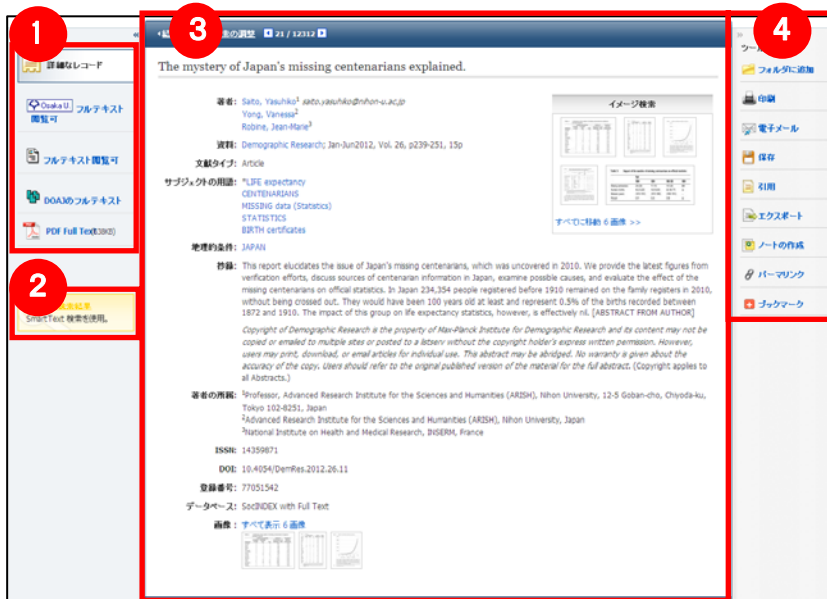 1
詳細なレコード
Osaka U. フルテキスト
閲覧可
フルテキスト閲覧可
DOAJのフルテキスト
PDF Full Text
2
SmartText 検索を使用。
3
の調整 21 / 12312
The mystery of Japan's missing centenarians explained.
著者: Saito, Yasuhiko1 sato.yasuhiko@nihon-u.ac.jp
Yong, Vanessa2
Robine, Jean-Marie3
資料: Demographic Research; Jan-Jun2012, Vol. 26, p239-251, 15p
文献タイプ: Article
サブジェクトの用語: *LIFE expectancy
CENTENARIANS
MISSING data (Statistics)
STATISTICS
BIRTH certificates
地理的条件: JAPAN
抄録: This report elucidates the issue of Japan's missing centenarians, which was uncovered in 2010. We provide the latest figures from
verification efforts, discuss sources of centenarian information in Japan, examine possible causes, and evaluate the effect of the
missing centenarians on official statistics. In Japan 234,354 people registered before 1910 remained on the family registers in 2010,
without being crossed out. They would have been 100 years old at least and represent 0.5% of the births recorded between
1872 and 1910. The impact of this group on life expectancy statistics, however, is effectively nil. [ABSTRACT FROM AUTHOR]
Copyright of Demographic Research is the property of Max-Planck Institute for Demographic Research and its content may not be
copied or emailed to multiple sites or posted to a listserv without the copyright holder's express written permission. However,
users may print, download, or email articles for individual use. This abstract may be abridged. No warranty is given about the
accuracy of the copy. Users should refer to the original published version of the material for the full abstract. (Copyright applies to
all Abstracts.)
著者の所属: 1Professor, Advanced Research Institute for the Sciences and Humanities (ARISH), Nihon University, 12-5 Goban-cho, Chiyoda-ku,
Tokyo 102-8251, Japan
2Advanced Research Institute for the Sciences and Humanities (ARISH), Nihon University, Japan
3National Institute on Health and Medical Research, INSERM, France
ISSN: 14359871
DOI: 10.4054/DemRes.2012.26.11
登録番号: 77051542
データベース: SocINDEX with Full Text
画像: すべて表示 6 画像
イメージ検索
すべてに移動 6 画像 >>
4
フォルダに追加
印刷
電子メール
保存
引用
エクスポート
ノートの作成
パーマリンク
ブックマーク